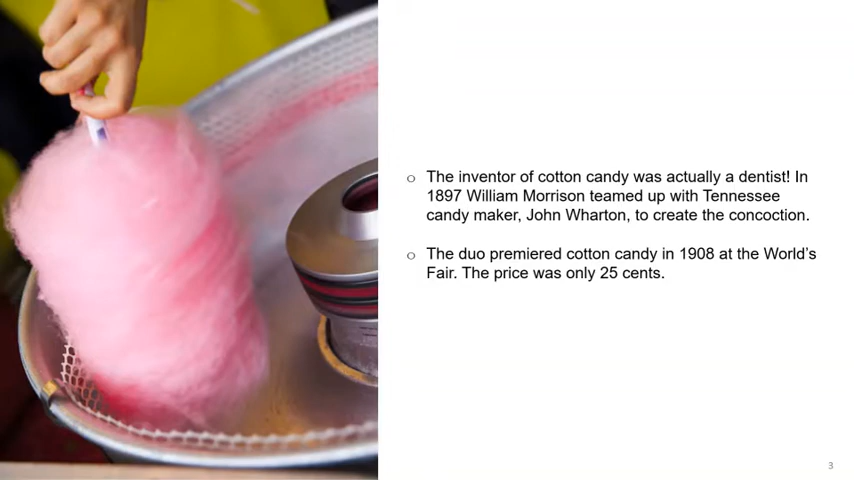 o The inventor of cotton candy was actually a dentist! In
1897 William Morrison teamed up with Tennessee
candy maker, John Wharton, to create the concoction.
o The duo premiered cotton candy in 1908 at the World’s
Fair. The price was only 25 cents.
3